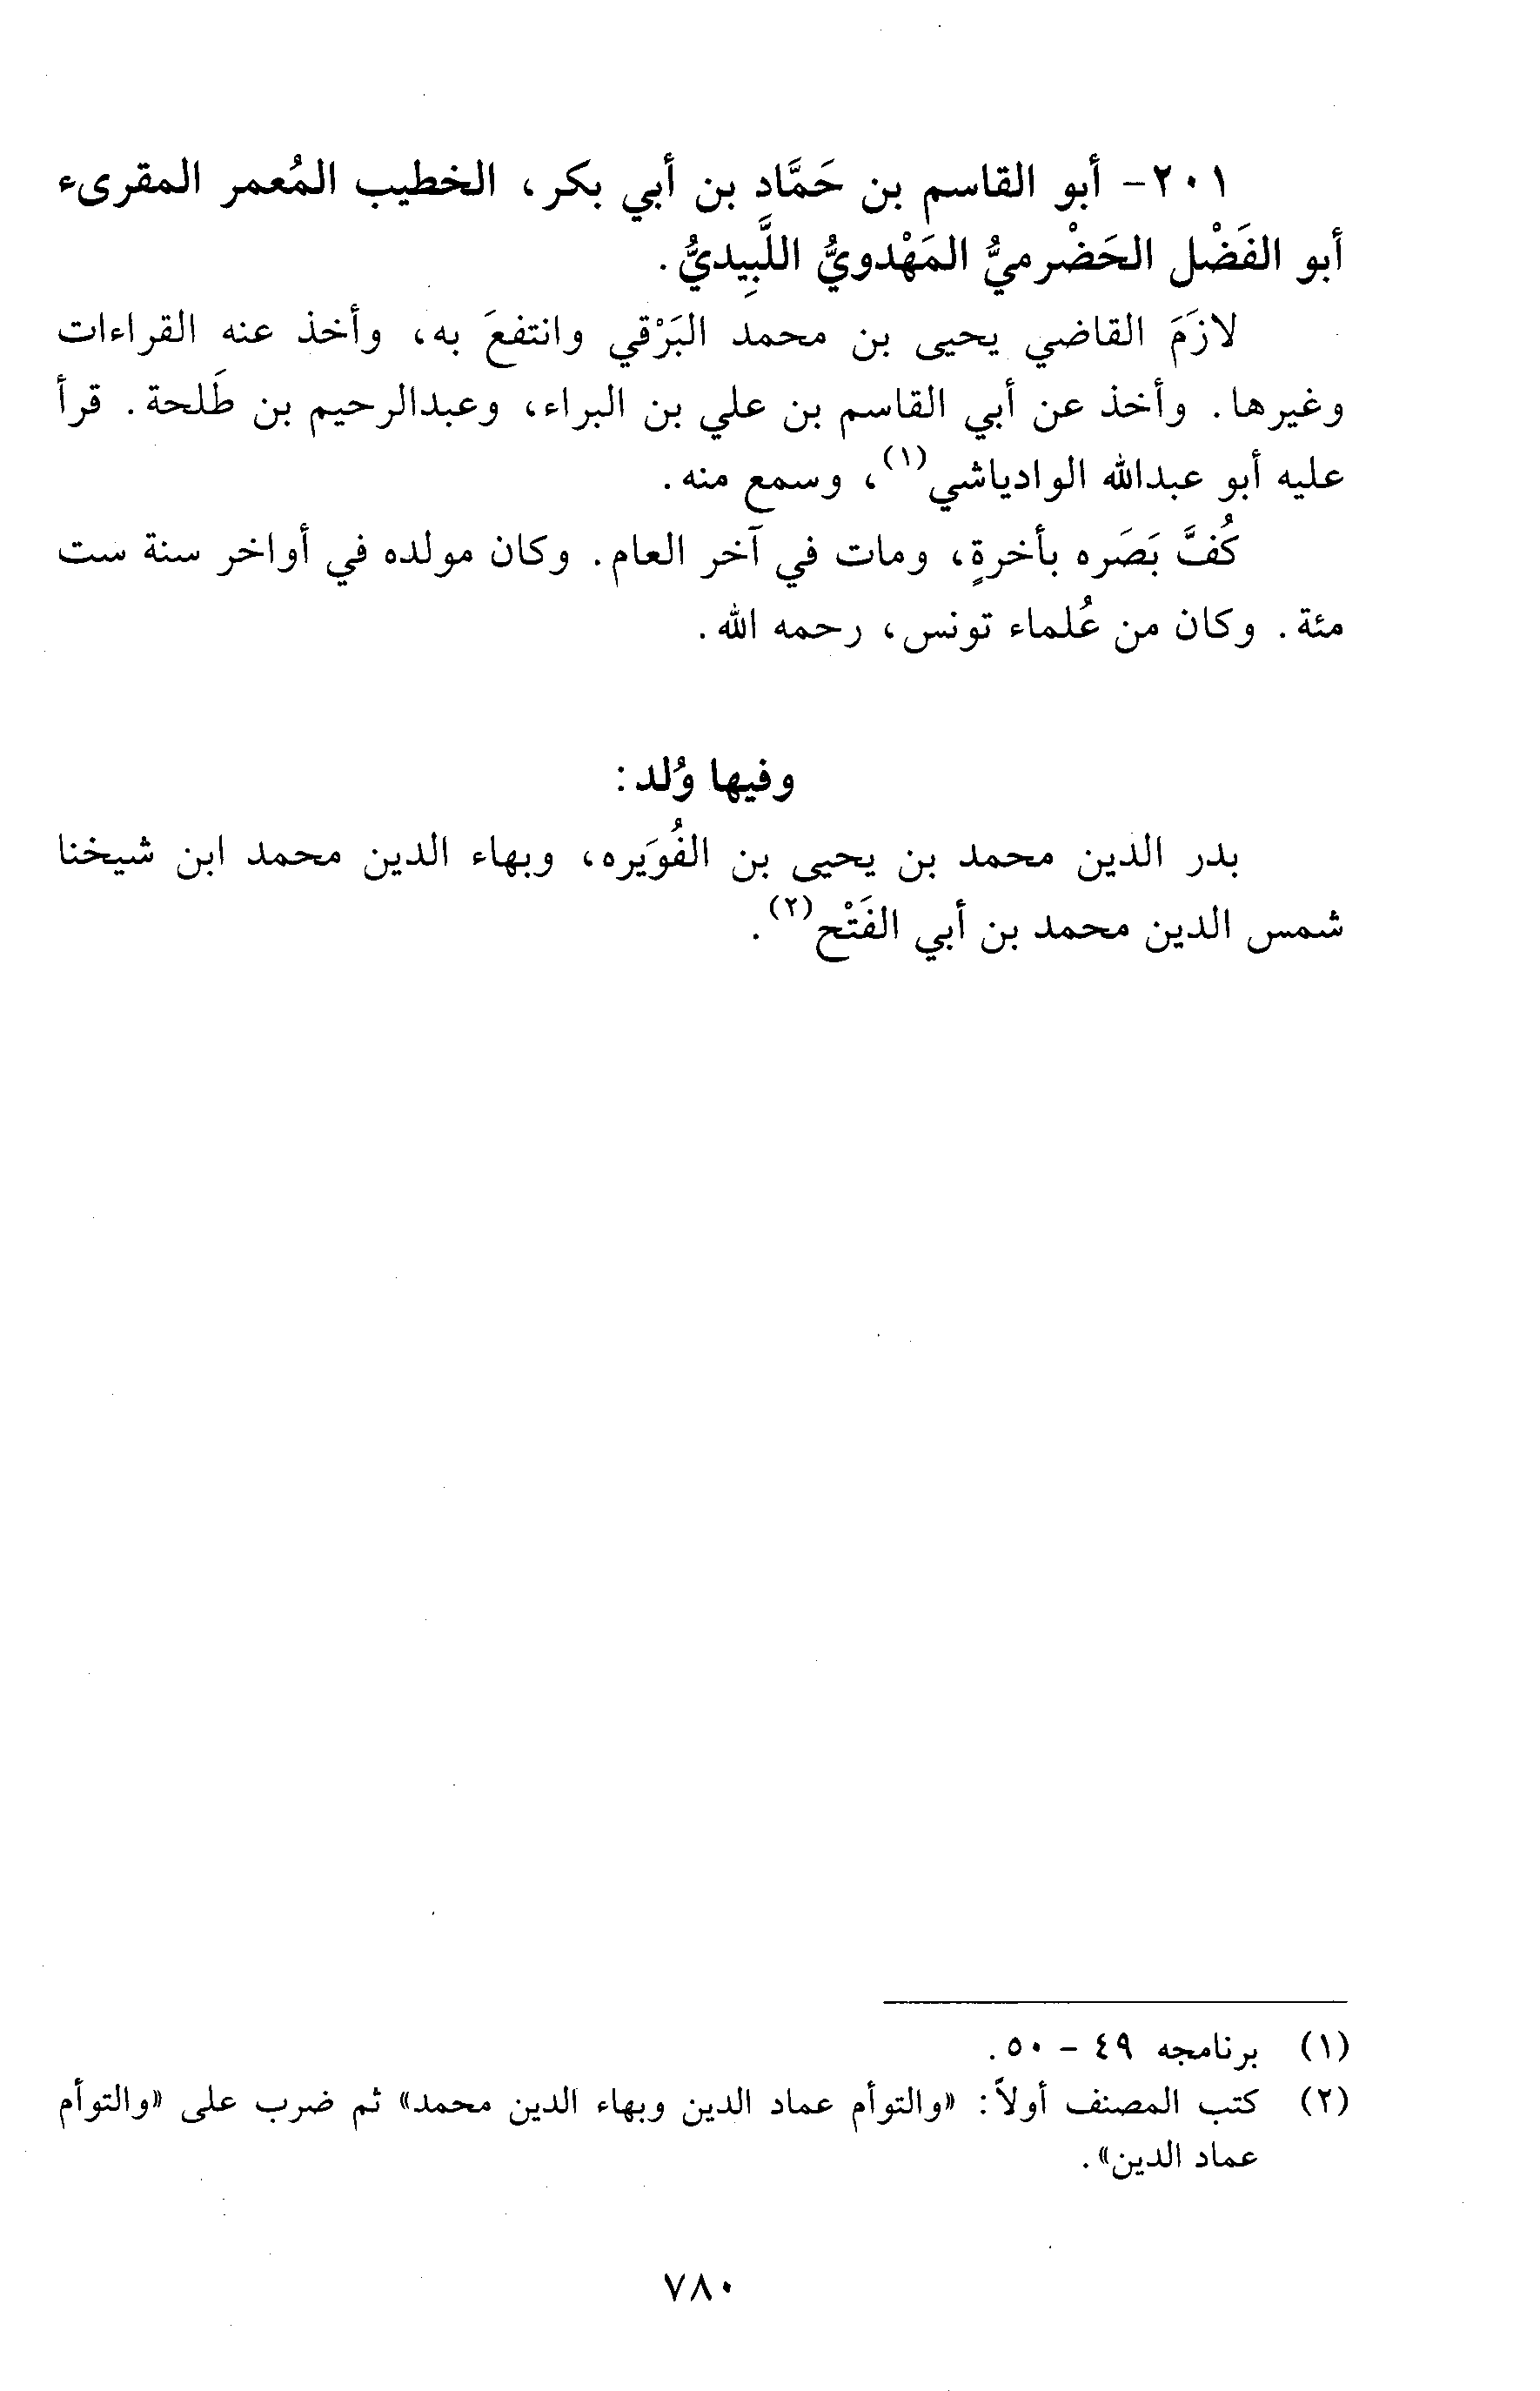 ٢٠١- أبو القاسم بن حَمَّاد بن أبي بكر، الخطيب المُعمر المقرىء
أبو الفَضْل الحَضْرميُّ المَهْدويُّ اللَّبِيديُّ.
لازَمَ القاضي يحيى بن محمد البَرْقي وانتفعَ به، وأخذ عنه القراءات
وغيرها. وأخذ عن أبي القاسم بن علي بن البراء، وعبدالرحيم بن طَلحة. قرأ
عليه أبو عبدالله الوادياشي(١)، وسمع منه.
كُفَّ بَصَره بأخرةٍ، ومات في آخر العام. وكان مولده في أواخر سنة ست
مئة. وكان من عُلماء تونس، رحمه الله.
وفيها وُلد:
بدر الدين محمد بن يحيى بن الفُوَيره، وبهاء الدين محمد ابن شيخنا
شمس الدين محمد بن أبي الفَتْح(٢).
(١) برنامجه ٤٩ - ٥٠.
(٢) كتب المصنف أولاً: «والتوأم عماد الدين وبهاء الدين محمد» ثم ضرب على «والتوأم
عماد الدين».
٧٨٠